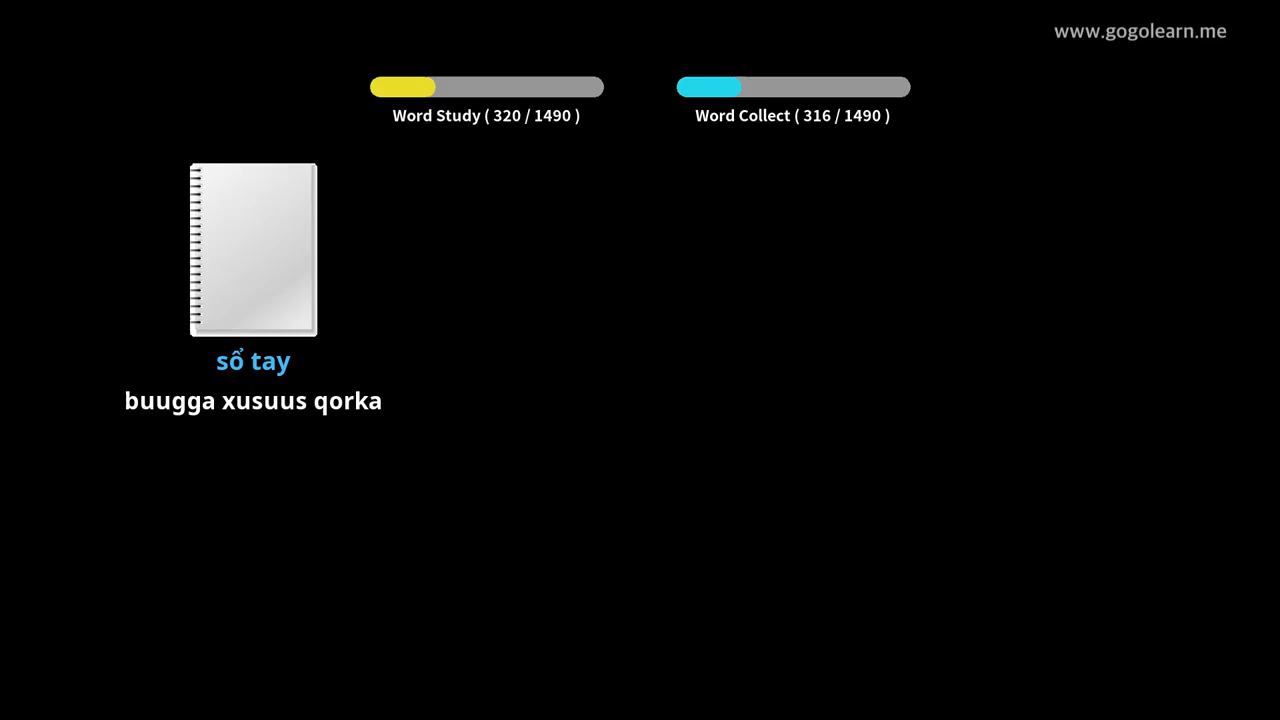 www.gogolearn.me
Word Study ( 320 / 1490 )
Word Collect ( 316 / 1490 )
sổ tay
buugga xusuus qorka